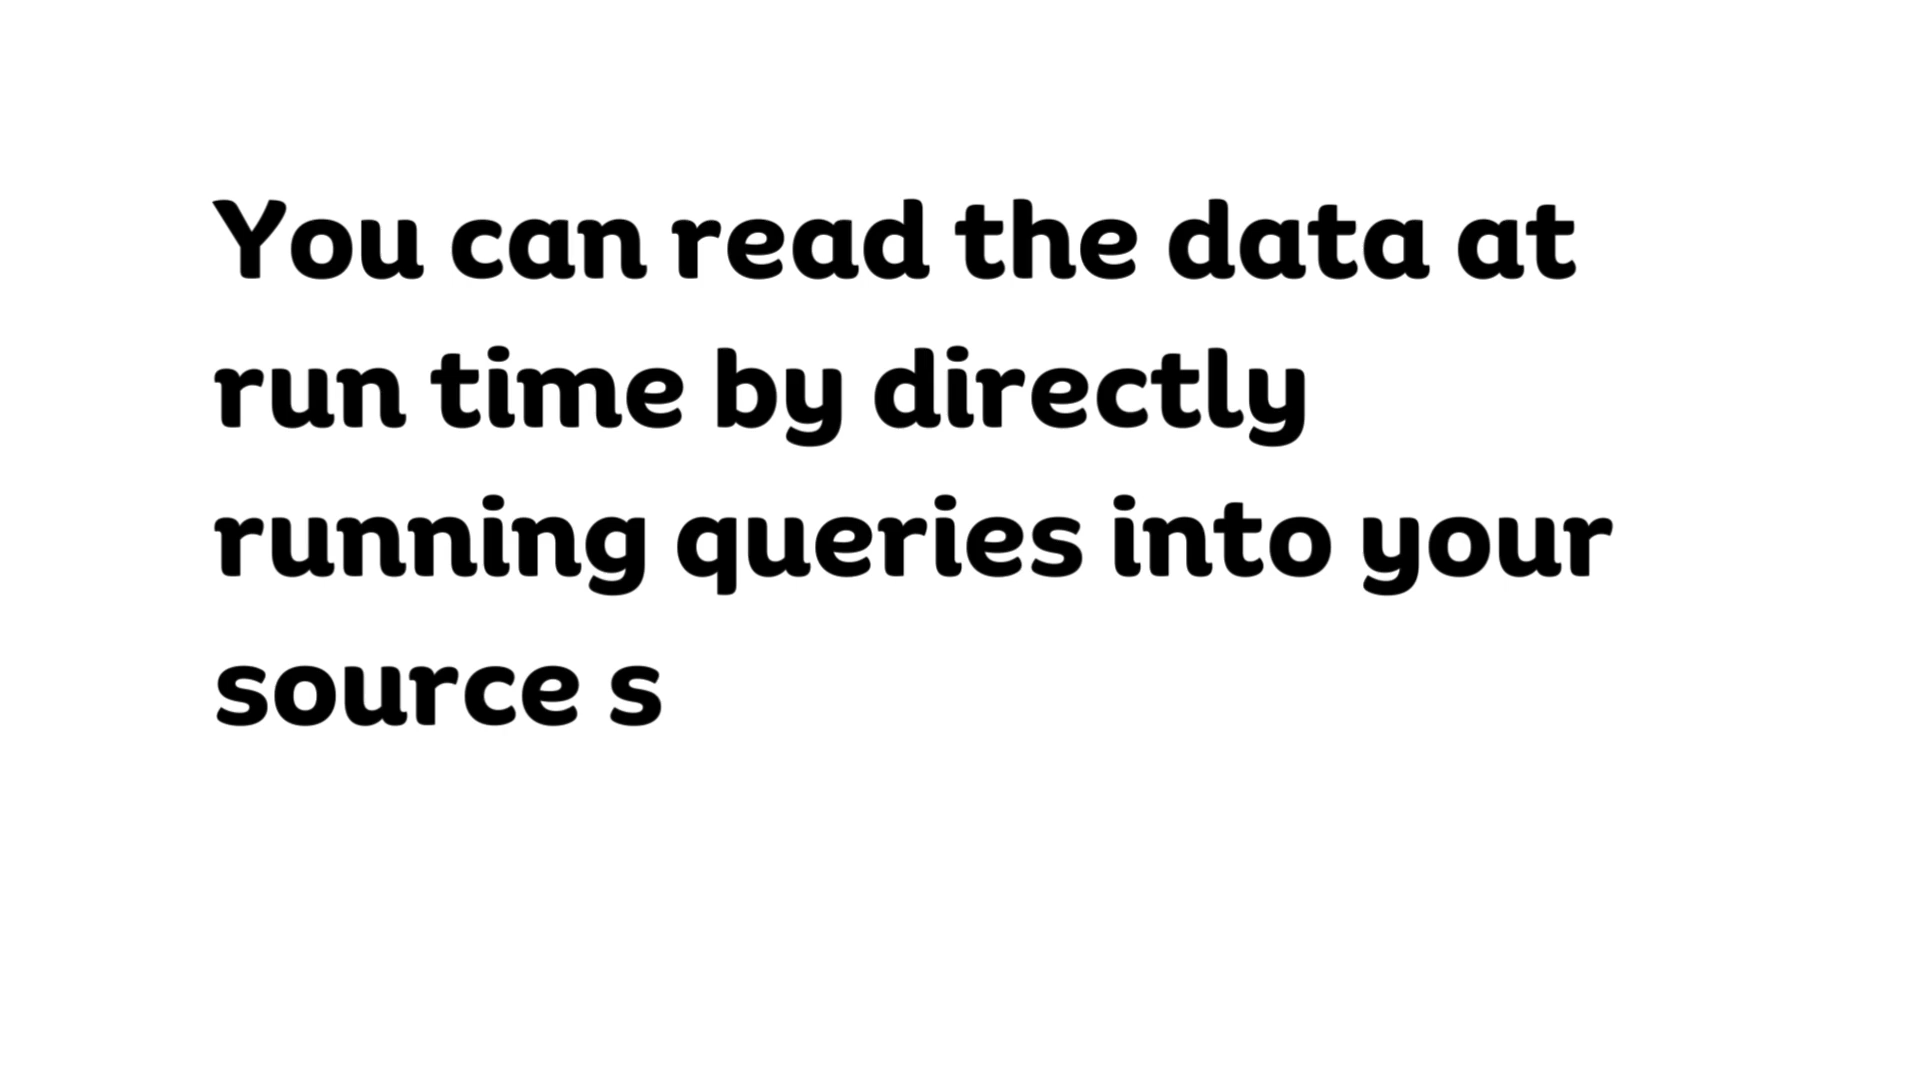 You can read the data at
run time by directly
running queries into your
source s